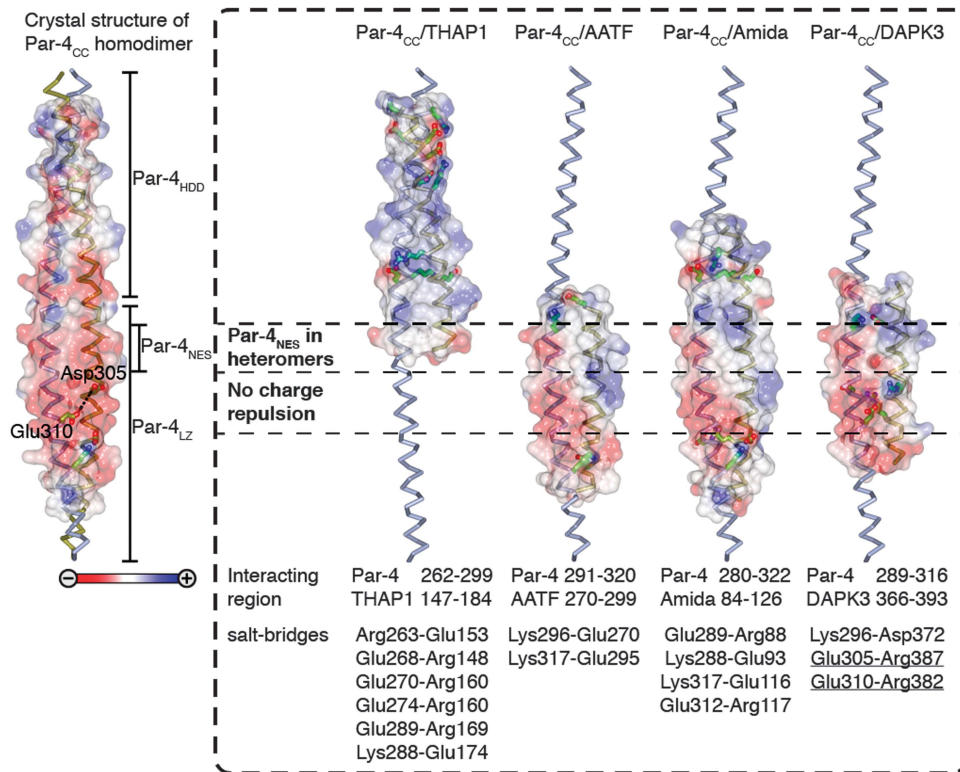 Crystal structure of
Par-4CC homodimer
Par-4HDD
Par-4NES
Asp305
Glu310
Par-4LZ
− +
Par-4CC/THAP1 Par-4CC/AATF Par-4CC/Amida Par-4CC/DAPK3
Par-4NES in
heteromers
No charge
repulsion
Interacting Par-4 262-299 Par-4 291-320 Par-4 280-322 Par-4 289-316
region THAP1 147-184 AATF 270-299 Amida 84-126 DAPK3 366-393
salt-bridges Arg263-Glu153 Lys296-Glu270 Glu289-Arg88 Lys296-Asp372
Glu268-Arg148 Lys317-Glu295 Lys288-Glu93 Glu305-Arg387
Glu270-Arg160 Lys317-Glu116 Glu310-Arg382
Glu274-Arg160 Glu312-Arg117
Glu289-Arg169
Lys288-Glu174